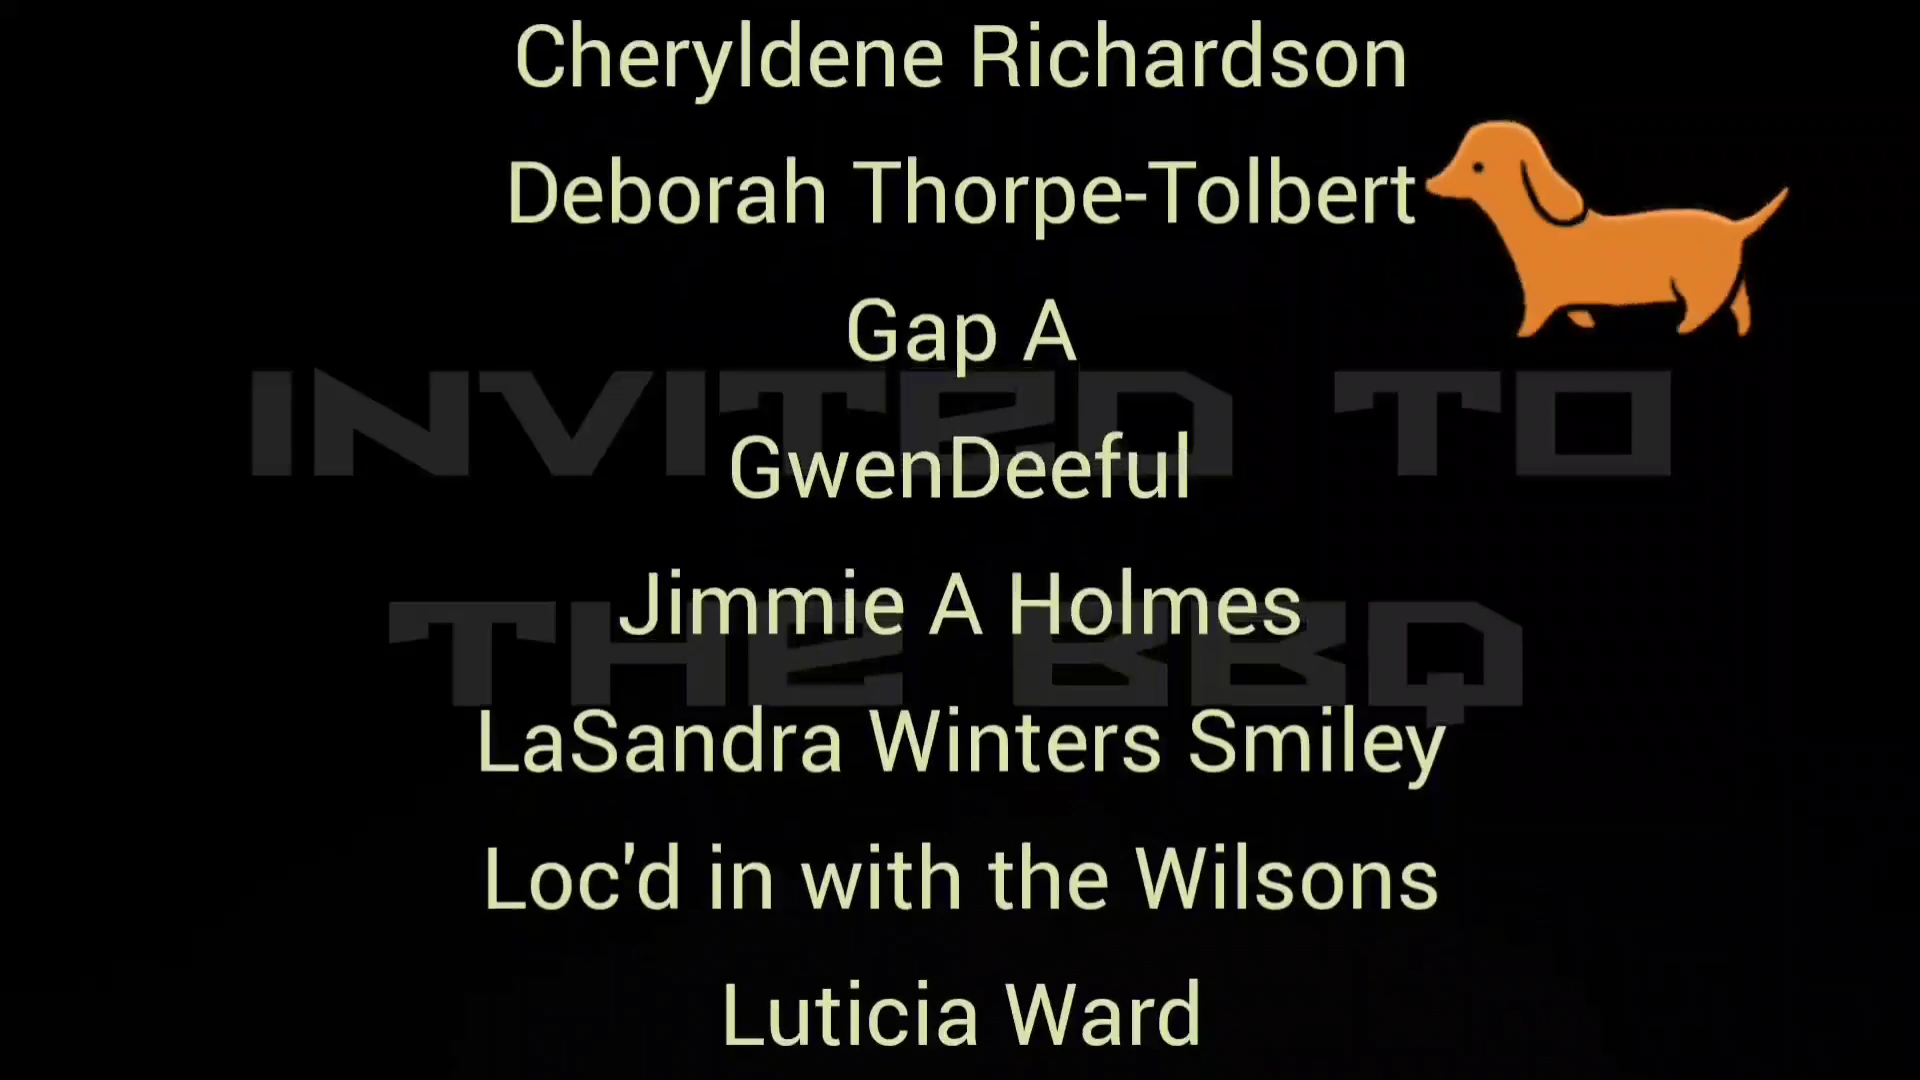 Cheryldene Richardson
Deborah Thorpe-Tolbert
Gap A
INVITED TO
GwenDeeful
Jimmie A Holmes
THE BBQ
LaSandra Winters Smiley
Loc'd in with the Wilsons
Luticia Ward